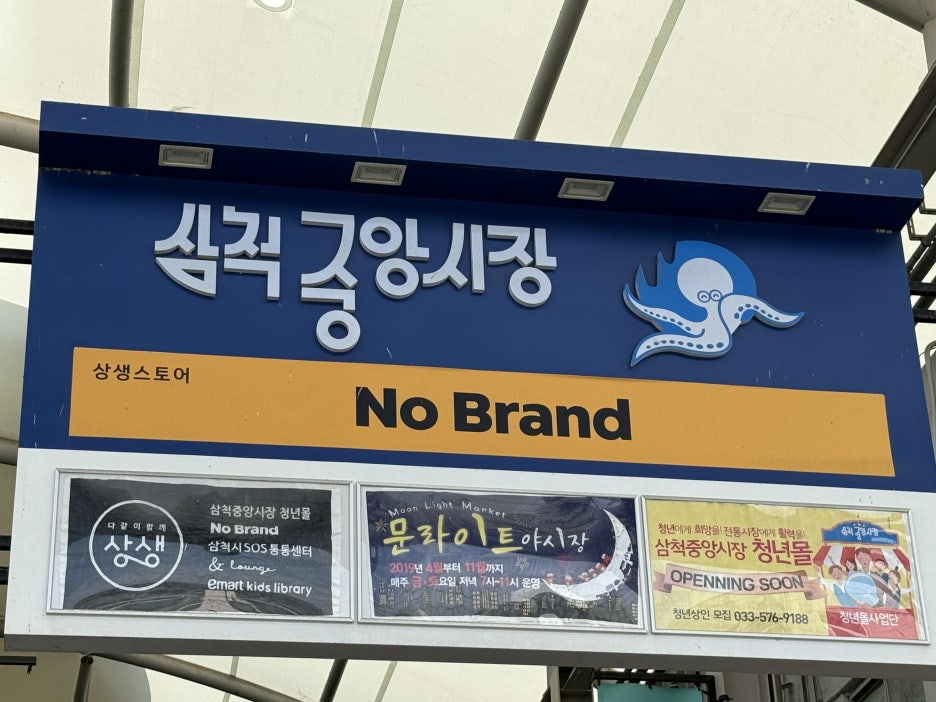 삼척 중앙시장
상생스토어
No Brand
다같이함께
상생
삼척중앙시장 청년몰
No Brand
삼척시SOS통통센터
& Lounge
emart kids library
Moon Light Market
문라이트야시장
2019년 4월부터 11월까지
매주 금·토요일 저녁 7시-11시 운영
청년에게 희망을! 전통시장에게 활력을!
삼척중앙시장 청년몰
OPENNING SOON
청년상인 모집 033-576-9188
삼척 중앙시장
청년몰사업단